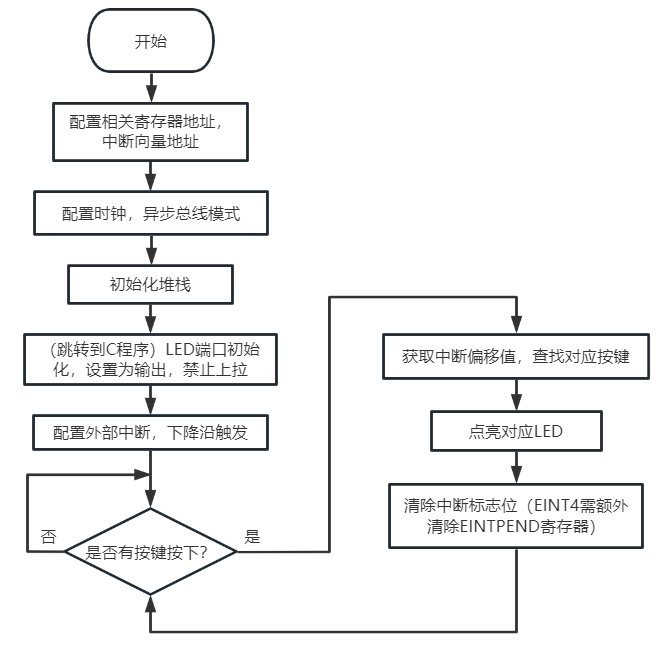 开始
配置相关寄存器地址，
中断向量地址
配置时钟，异步总线模式
初始化堆栈
（跳转到C程序）LED端口初始
化，设置为输出，禁止上拉
配置外部中断，下降沿触发
否
是否有按键按下？
是
获取中断偏移值，查找对应按键
点亮对应LED
清除中断标志位（EINT4需额外
清除EINTPEND寄存器）